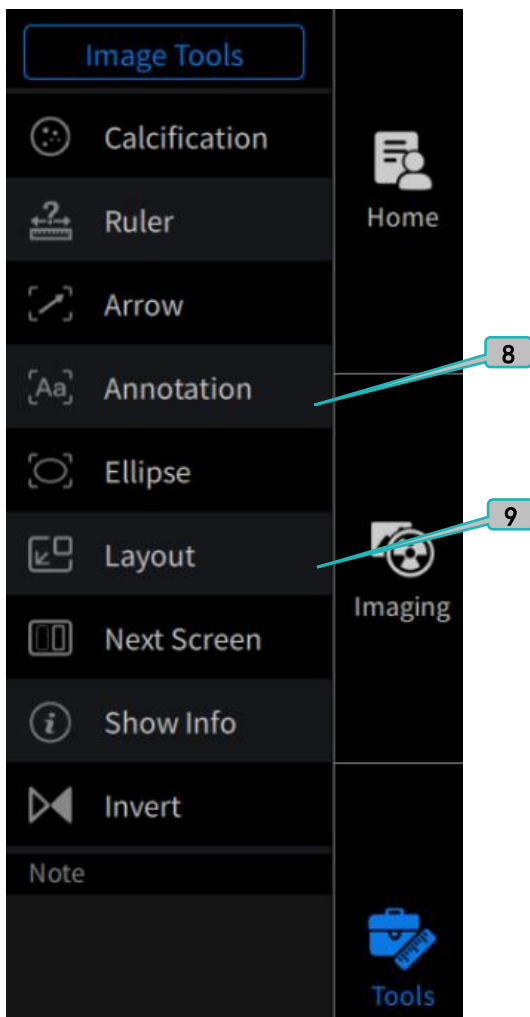 Image Tools
Calcification
Ruler
Arrow
Annotation
Ellipse
Layout
Next Screen
Show Info
Invert
Note
Home
Imaging
Tools
8
9